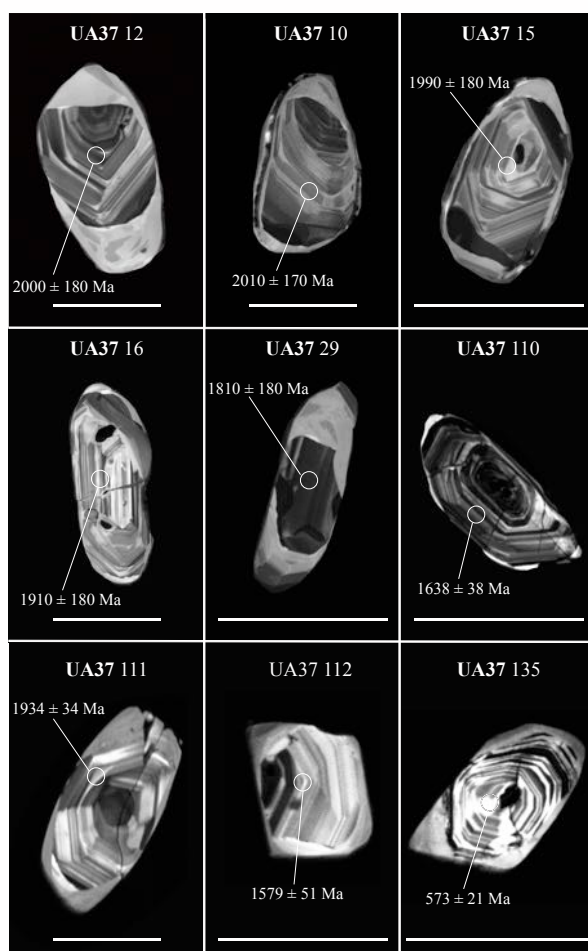 UA37 12
2000 ± 180 Ma
UA37 10
2010 ± 170 Ma
UA37 15
1990 ± 180 Ma
UA37 16
1910 ± 180 Ma
UA37 29
1810 ± 180 Ma
UA37 110
1638 ± 38 Ma
UA37 111
1934 ± 34 Ma
UA37 112
1579 ± 51 Ma
UA37 135
573 ± 21 Ma